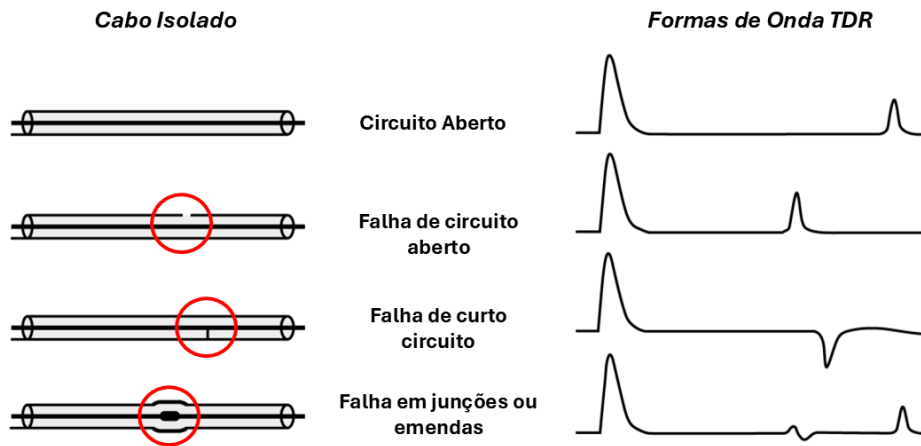 Cabo Isolado
Formas de Onda TDR
Circuito Aberto
Falha de circuito
aberto
Falha de curto
circuito
Falha em junções ou
emendas